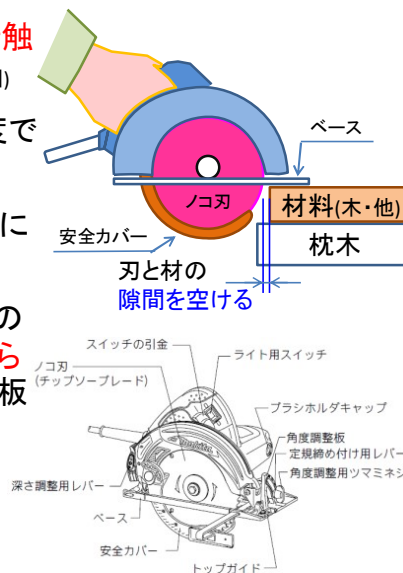 触
)
度で
に
の
ら
板
ベース
ノコ刃
材料(木・他)
枕木
安全カバー
刃と材の
隙間を空ける
スイッチの引金
ライト用スイッチ
ノコ刃
(チップソーブレード)
ブラシホルダキャップ
角度調整板
定規締め付け用レバー
角度調整用ツマミネジ
深さ調整用レバー
ベース
安全カバー
トップガイド
makita